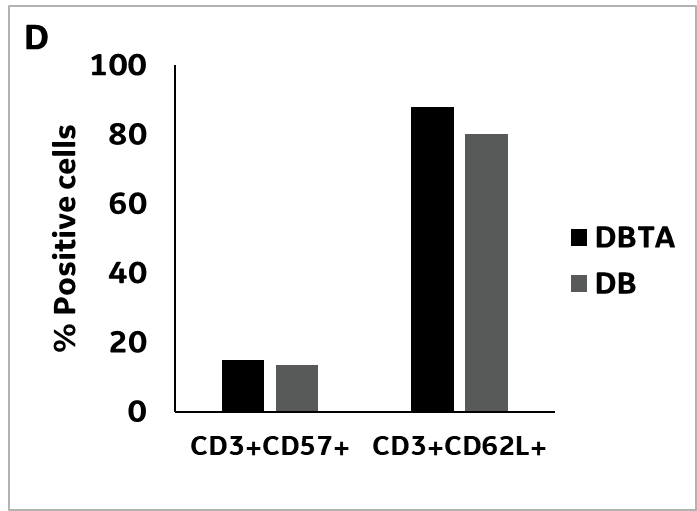 D
% Positive cells
100
80
60
40
20
0
CD3+CD57+ CD3+CD62L+
DBTA
DB